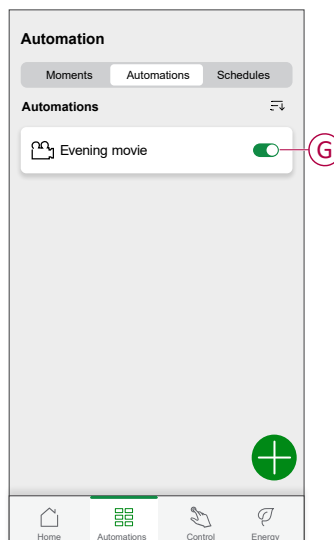 Automation
Moments Automations Schedules
Automations
Evening movie
G
Home Automations Control Energy